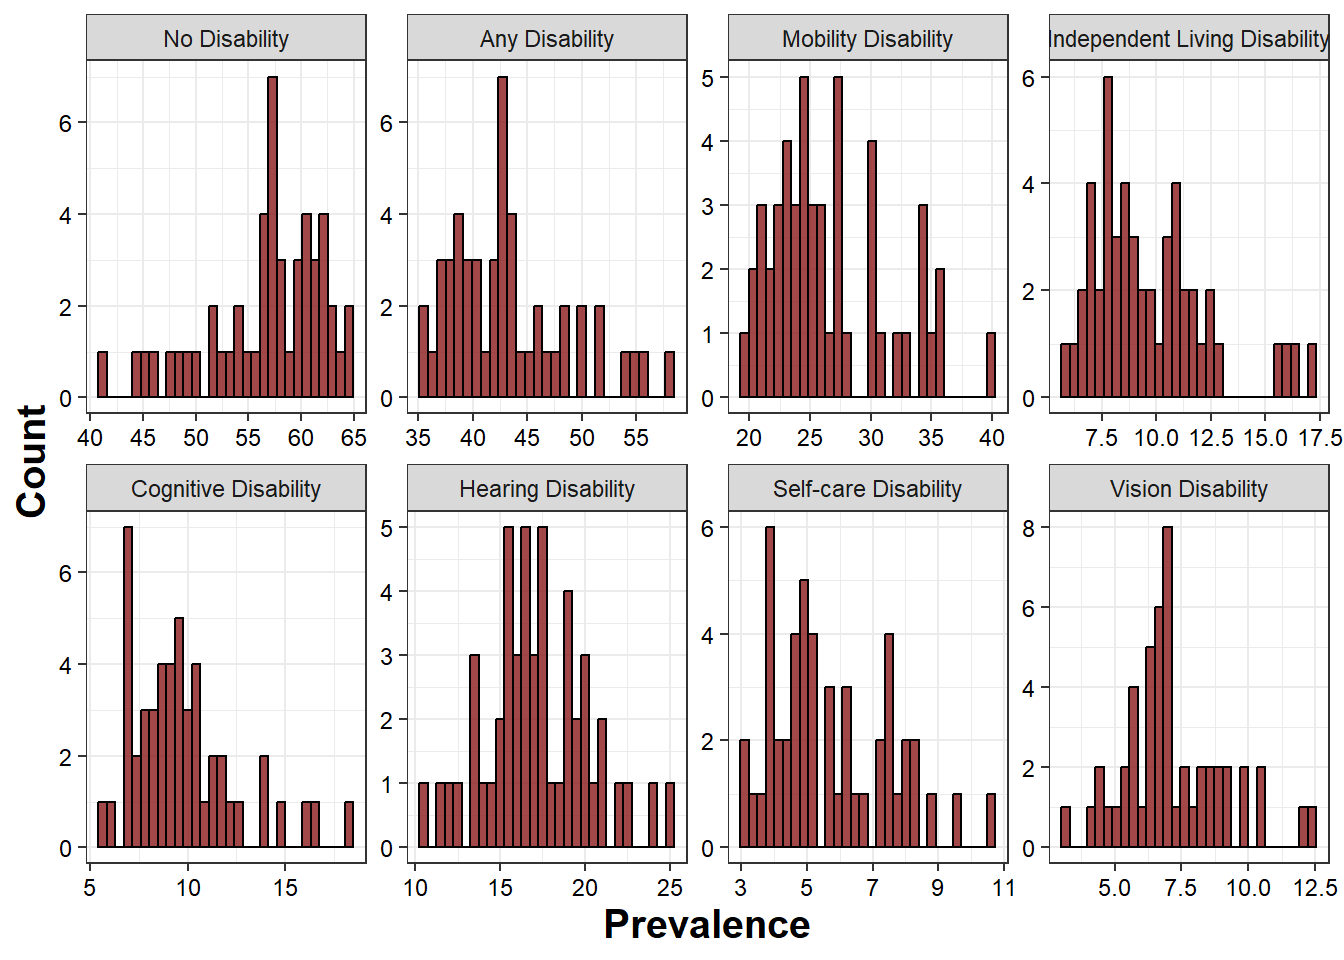 No Disability
Any Disability
Mobility Disability
Independent Living Disability
6
4
2
0
6
4
2
0
5
4
3
2
1
0
6
4
2
0
40 45 50 55 60 65
35 40 45 50 55
20 25 30 35 40
7.5 10.0 12.5 15.0 17.5
Count
Cognitive Disability
Hearing Disability
Self-care Disability
Vision Disability
6
4
2
0
5
4
3
2
1
0
6
4
2
0
8
6
4
2
0
5 10 15
10 15 20 25
3 5 7 9 11
5.0 7.5 10.0 12.5
Prevalence